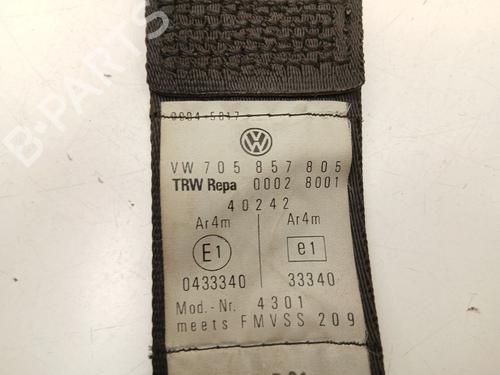 B-PARTS
VW 705 857 805
TRW Repa 0002 8001
40242
Ar4m Ar4m
E1 e1
0433340 33340
Mod.-Nr. 4301
meets FMVSS 209